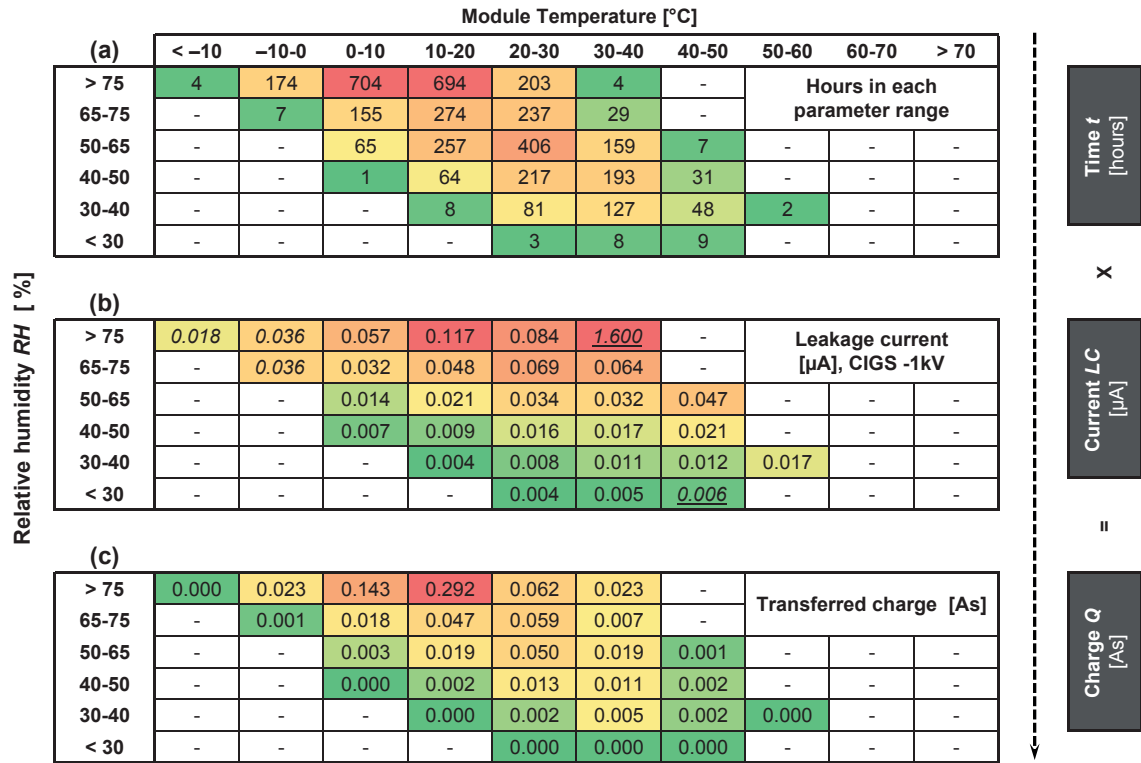 Module Temperature [°C]
(a) < –10 –10-0 0-10 10-20 20-30 30-40 40-50 50-60 60-70 > 70
> 75 4 174 704 694 203 4 - Hours in each
65-75 - 7 155 274 237 29 - parameter range
50-65 - - 65 257 406 159 7 - - -
40-50 - - 1 64 217 193 31 - - -
30-40 - - - 8 81 127 48 2 - -
< 30 - - - - 3 8 9 - - -
(b)
> 75 0.018 0.036 0.057 0.117 0.084 1.600 - Leakage current
65-75 - 0.036 0.032 0.048 0.069 0.064 - [µA], CIGS -1kV
50-65 - - 0.014 0.021 0.034 0.032 0.047 - - -
40-50 - - 0.007 0.009 0.016 0.017 0.021 - - -
30-40 - - - 0.004 0.008 0.011 0.012 0.017 - -
< 30 - - - - 0.004 0.005 0.006 - - -
(c)
> 75 0.000 0.023 0.143 0.292 0.062 0.023 - Transferred charge [As]
65-75 - 0.001 0.018 0.047 0.059 0.007 -
50-65 - - 0.003 0.019 0.050 0.019 0.001 - - -
40-50 - - 0.000 0.002 0.013 0.011 0.002 - - -
30-40 - - - 0.000 0.002 0.005 0.002 0.000 - -
< 30 - - - - 0.000 0.000 0.000 - - -
Relative humidity RH [ %]
Time t
[hours]
x
Current LC
[µA]
=
Charge Q
[As]